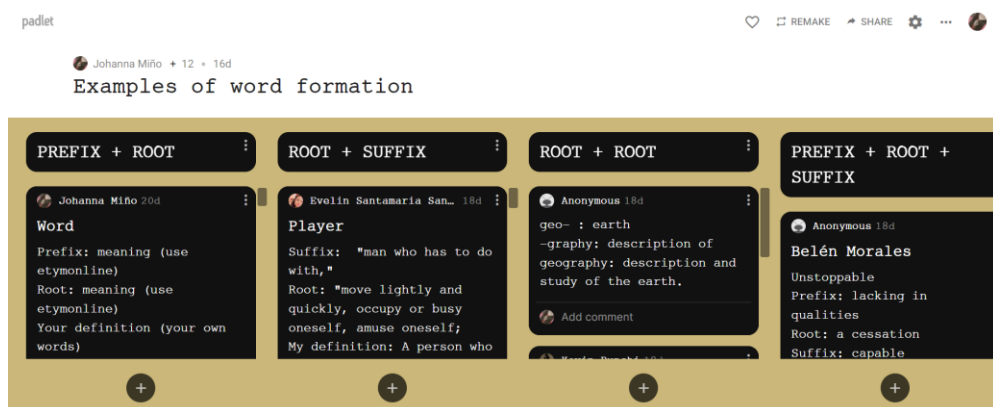 padlet
REMAKE
SHARE
Johanna Miño + 12 • 16d
Examples of word formation
PREFIX + ROOT
Johanna Miño 20d
Word
Prefix: meaning (use
etymonline)
Root: meaning (use
etymonline)
Your definition (your own
words)
ROOT + SUFFIX
Evelin Santamaria San… 18d
Player
Suffix: "man who has to do
with,"
Root: "move lightly and
quickly, occupy or busy
oneself, amuse oneself;
My definition: A person who
ROOT + ROOT
Anonymous 18d
geo- : earth
-graphy: description of
geography: description and
study of the earth.
Add comment
PREFIX + ROOT +
SUFFIX
Anonymous 18d
Belén Morales
Unstoppable
Prefix: lacking in
qualities
Root: a cessation
Suffix: capable